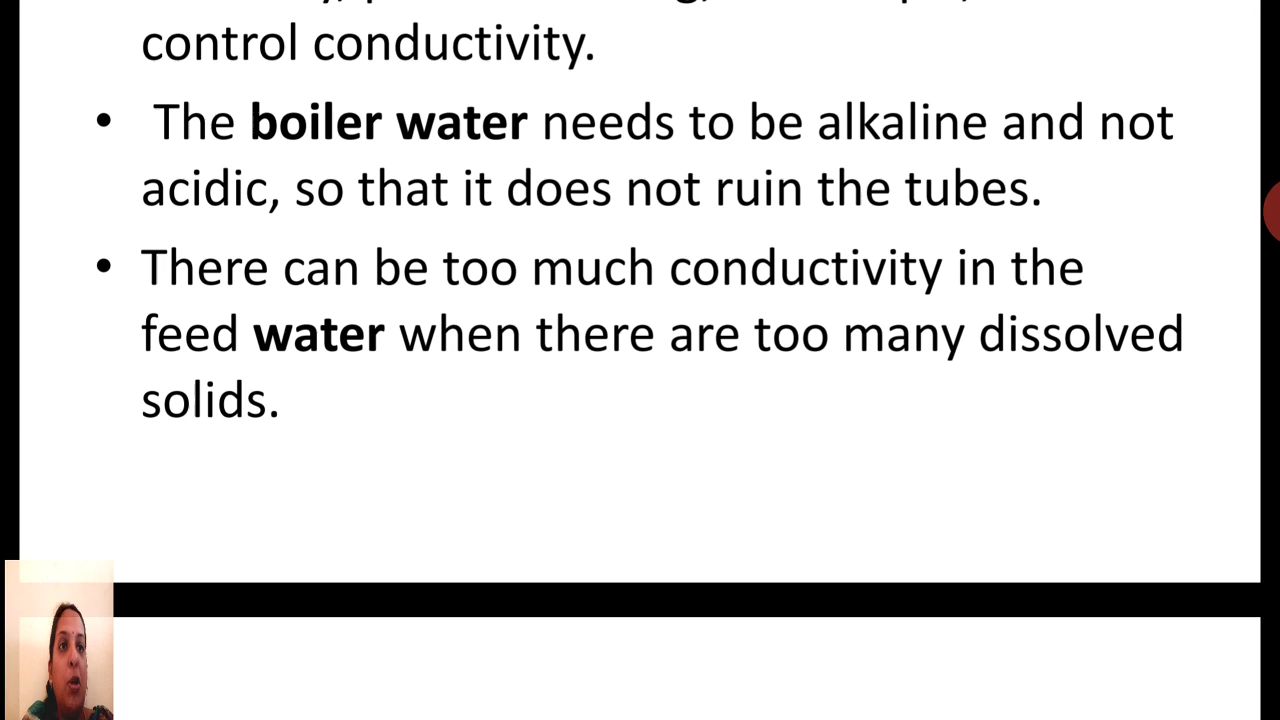 control conductivity.
• The boiler water needs to be alkaline and not
acidic, so that it does not ruin the tubes.
• There can be too much conductivity in the
feed water when there are too many dissolved
solids.